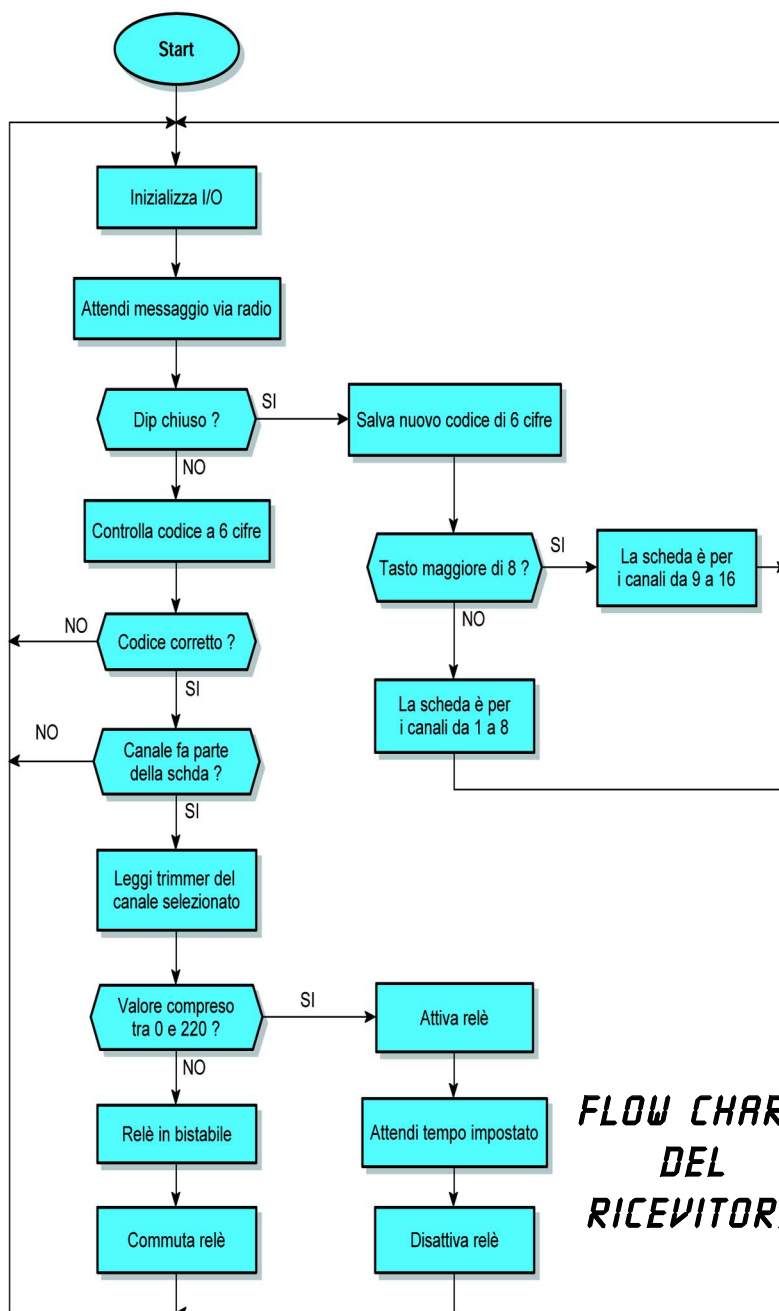 Start
Inizializza I/O
Attendi messaggio via radio
Dip chiuso ?
SI
Salva nuovo codice di 6 cifre
NO
Controlla codice a 6 cifre
Tasto maggiore di 8 ?
SI
La scheda è per
i canali da 9 a 16
NO
Codice corretto ?
NO
SI
La scheda è per
i canali da 1 a 8
NO
Canale fa parte
della schda ?
SI
Leggi trimmer del
canale selezionato
Valore compreso
tra 0 e 220 ?
SI
Attiva relè
NO
Relè in bistabile
Attendi tempo impostato
Commuta relè
Disattiva relè
FLOW CHAR
DEL
RICEVITOR